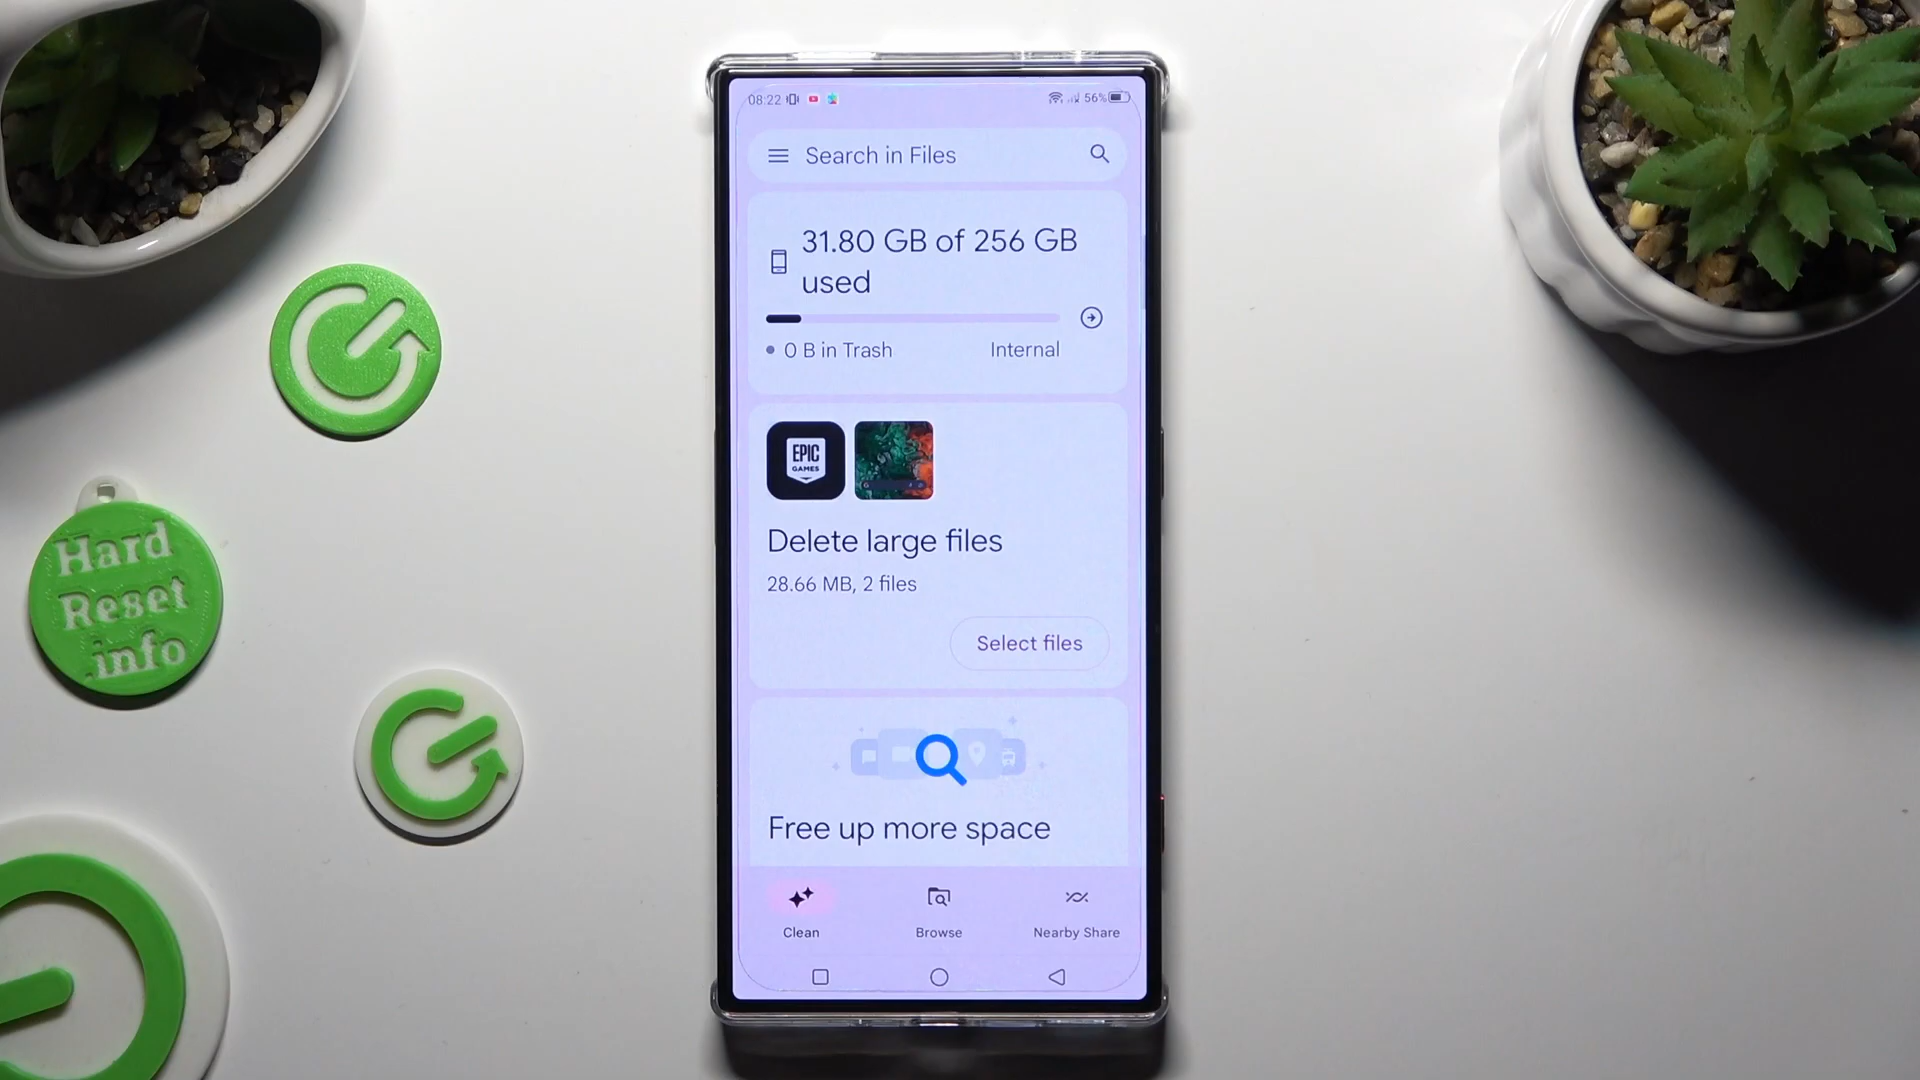 08:22
56%
Search in Files
31.80 GB of 256 GB
used
0 B in Trash
Internal
EPIC
GAMES
Delete large files
28.66 MB, 2 files
Select files
Free up more space
Clean
Browse
Nearby Share
Hard
Reset
.info